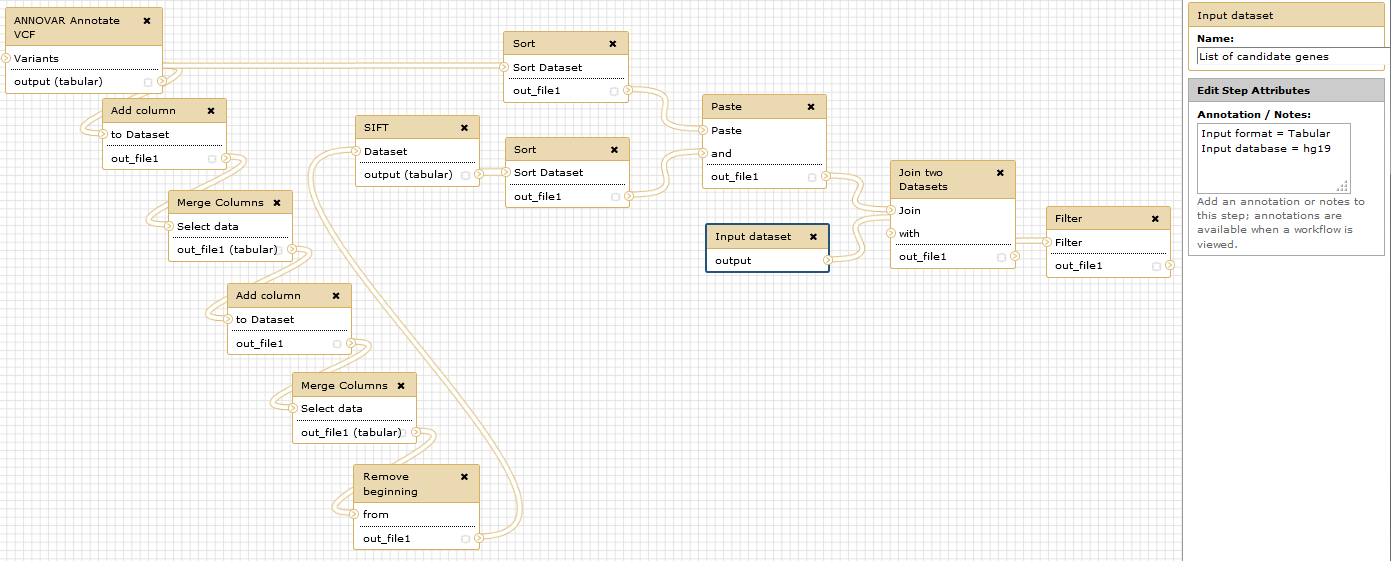 ANNOVAR Annotate
VCF
Variants
output (tabular)
Add column
to Dataset
out_file1
Merge Columns
Select data
out_file1 (tabular)
Add column
to Dataset
out_file1
Merge Columns
Select data
out_file1 (tabular)
Remove
beginning
from
out_file1
SIFT
Dataset
output (tabular)
Sort
Sort Dataset
out_file1
Sort
Sort Dataset
out_file1
Paste
Paste
and
out_file1
Input dataset
output
Join two
Datasets
Join
with
out_file1
Filter
Filter
out_file1
Input dataset
Name:
List of candidate genes
Edit Step Attributes
Annotation / Notes:
Input format = Tabular
Input database = hg19
Add an annotation or notes to
this step; annotations are
available when a workflow is
viewed.